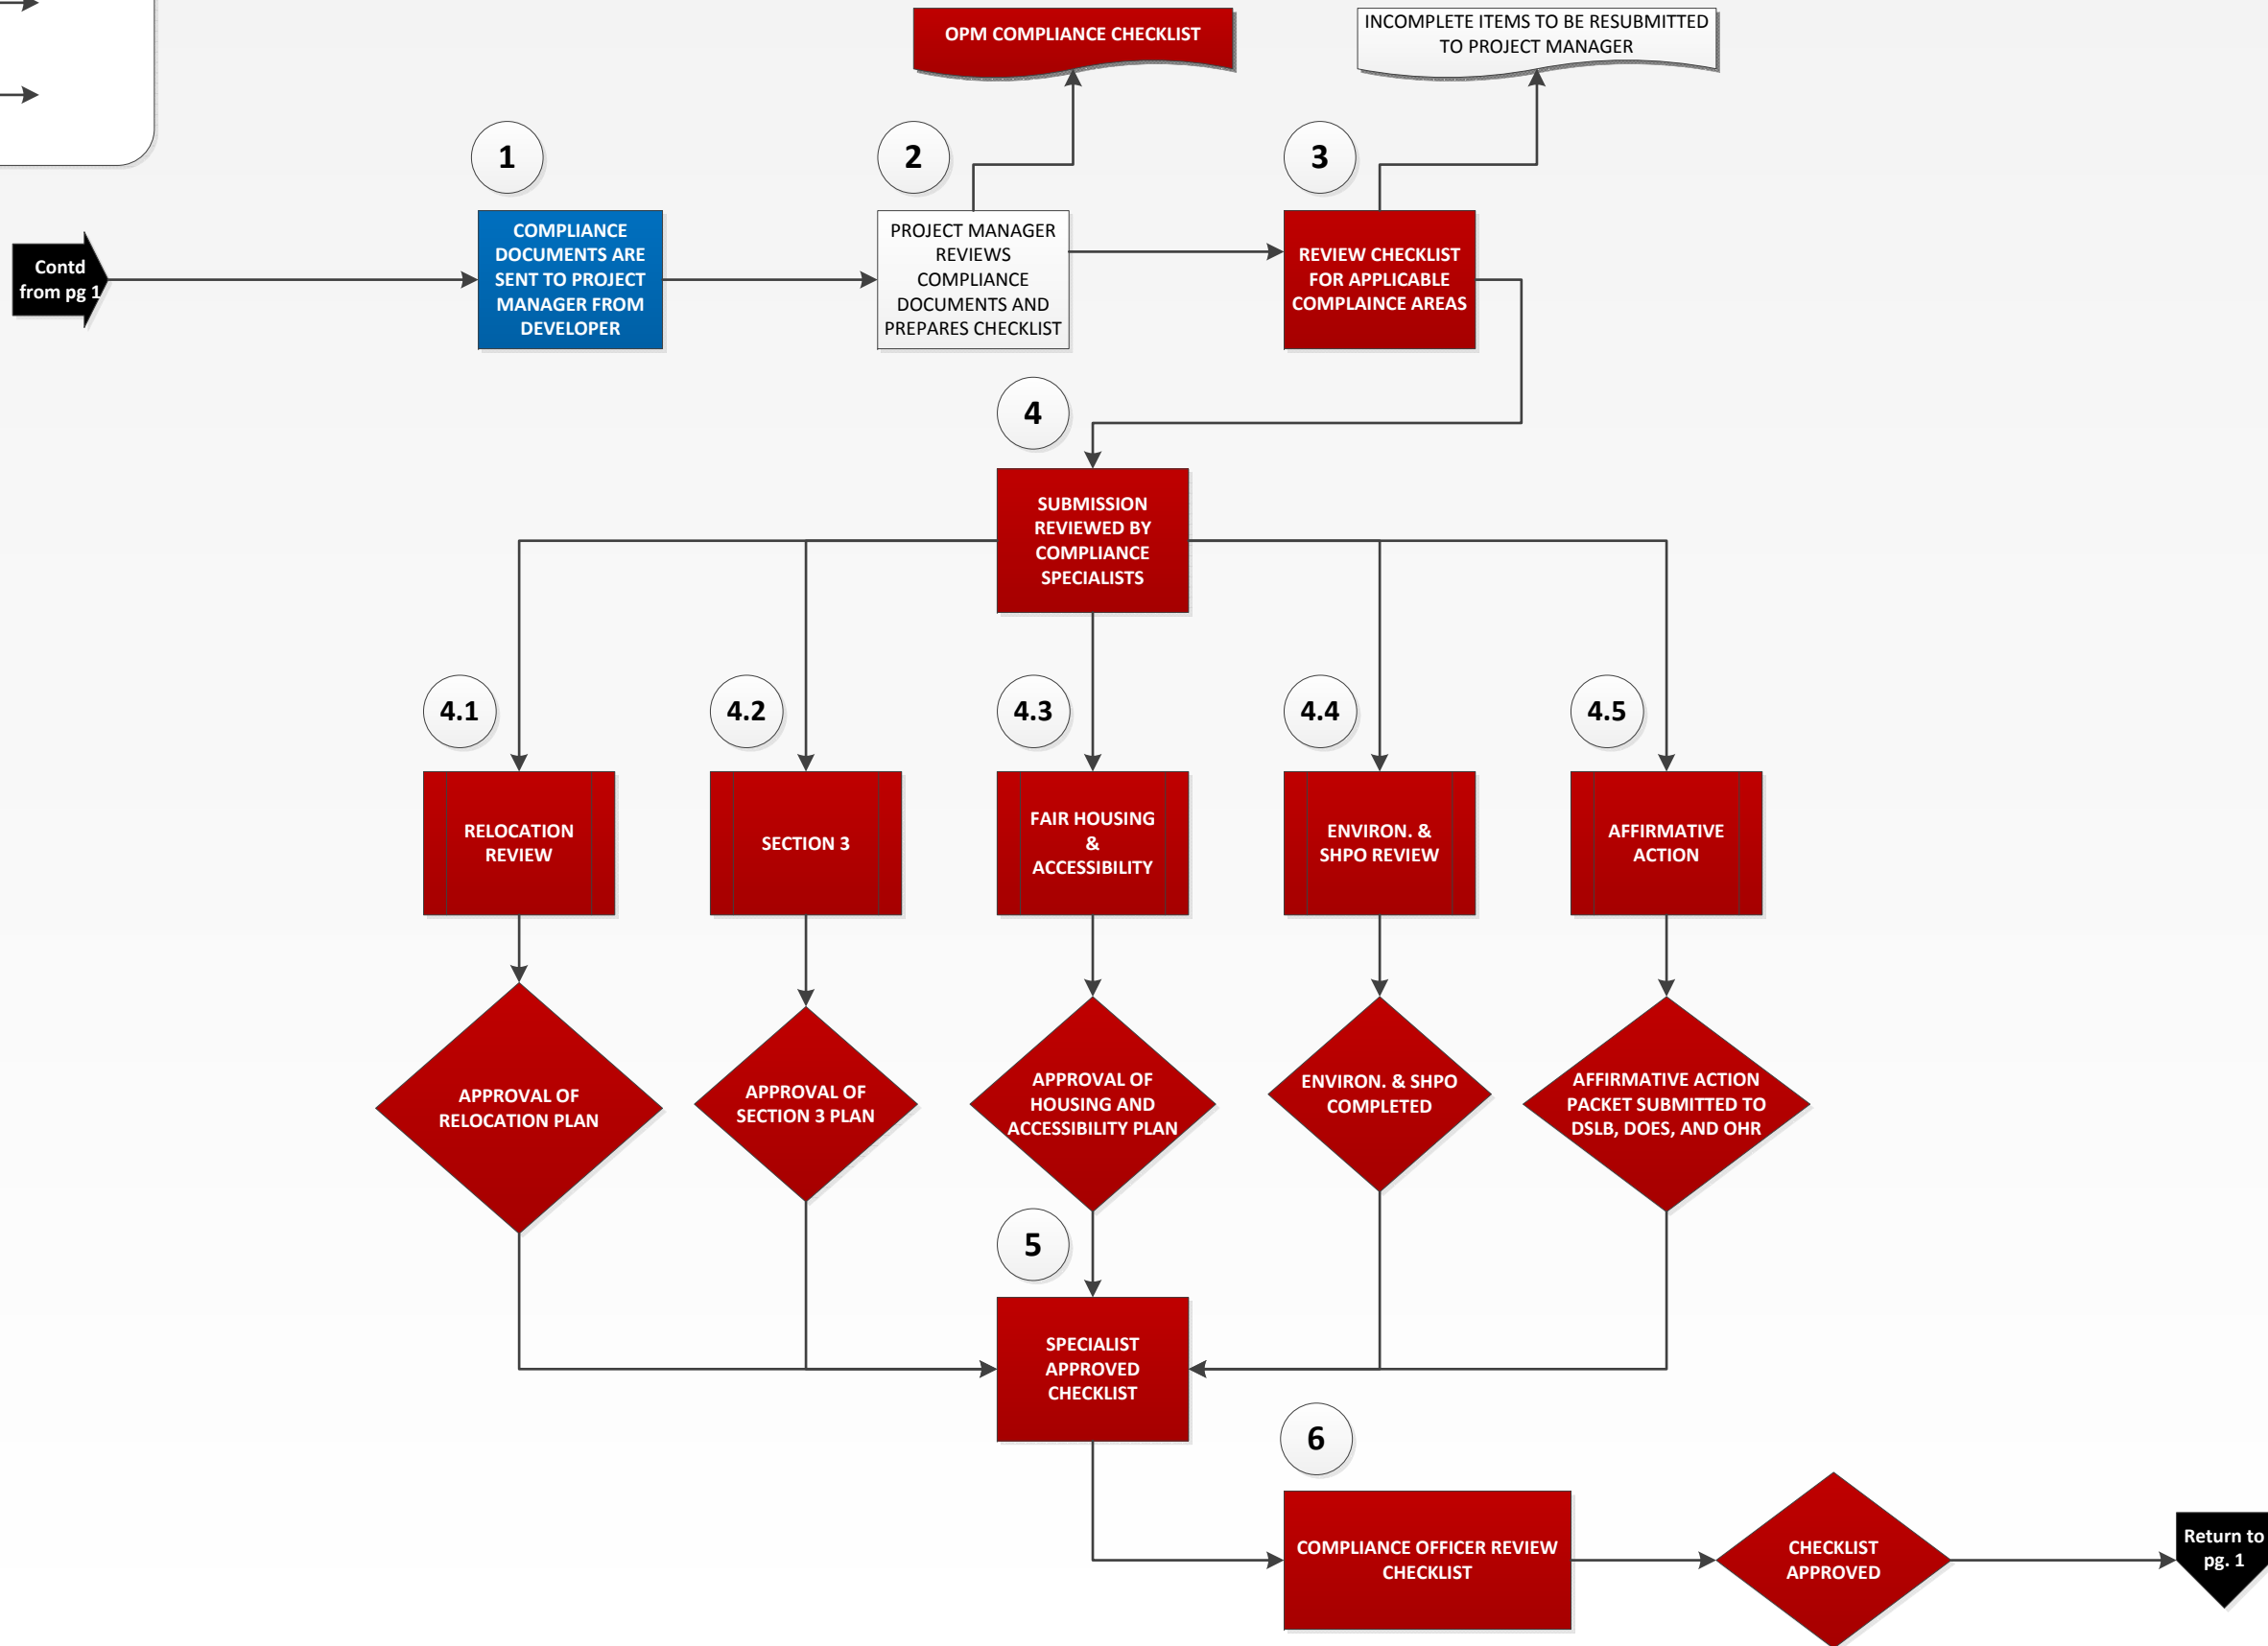 OPM COMPLIANCE CHECKLIST
INCOMPLETE ITEMS TO BE RESUBMITTED
TO PROJECT MANAGER
1
2
3
Contd
from pg 1
COMPLIANCE
DOCUMENTS ARE
SENT TO PROJECT
MANAGER FROM
DEVELOPER
PROJECT MANAGER
REVIEWS
COMPLIANCE
DOCUMENTS AND
PREPARES CHECKLIST
REVIEW CHECKLIST
FOR APPLICABLE
COMPLAINCE AREAS
4
SUBMISSION
REVIEWED BY
COMPLIANCE
SPECIALISTS
4.1
4.2
4.3
4.4
4.5
RELOCATION
REVIEW
SECTION 3
FAIR HOUSING
&
ACCESSIBILITY
ENVIRON. &
SHPO REVIEW
AFFIRMATIVE
ACTION
APPROVAL OF
RELOCATION PLAN
APPROVAL OF
SECTION 3 PLAN
APPROVAL OF
HOUSING AND
ACCESSIBILITY PLAN
ENVIRON. & SHPO
COMPLETED
AFFIRMATIVE ACTION
PACKET SUBMITTED TO
DSLB, DOES, AND OHR
5
SPECIALIST
APPROVED
CHECKLIST
6
COMPLIANCE OFFICER REVIEW
CHECKLIST
CHECKLIST
APPROVED
Return to
pg. 1